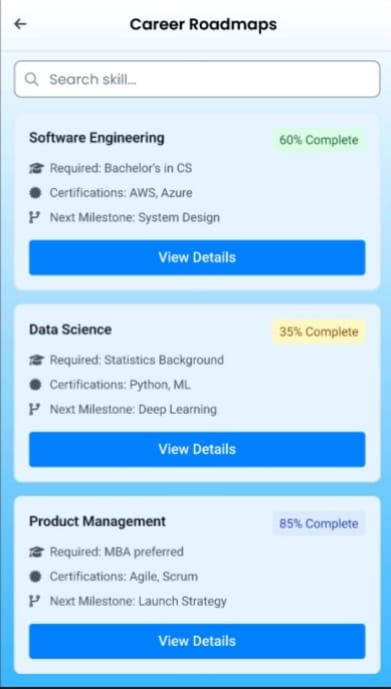 Career Roadmaps
Search skill...
Software Engineering
60% Complete
Required: Bachelor's in CS
Certifications: AWS, Azure
Next Milestone: System Design
View Details
Data Science
35% Complete
Required: Statistics Background
Certifications: Python, ML
Next Milestone: Deep Learning
View Details
Product Management
85% Complete
Required: MBA preferred
Certifications: Agile, Scrum
Next Milestone: Launch Strategy
View Details